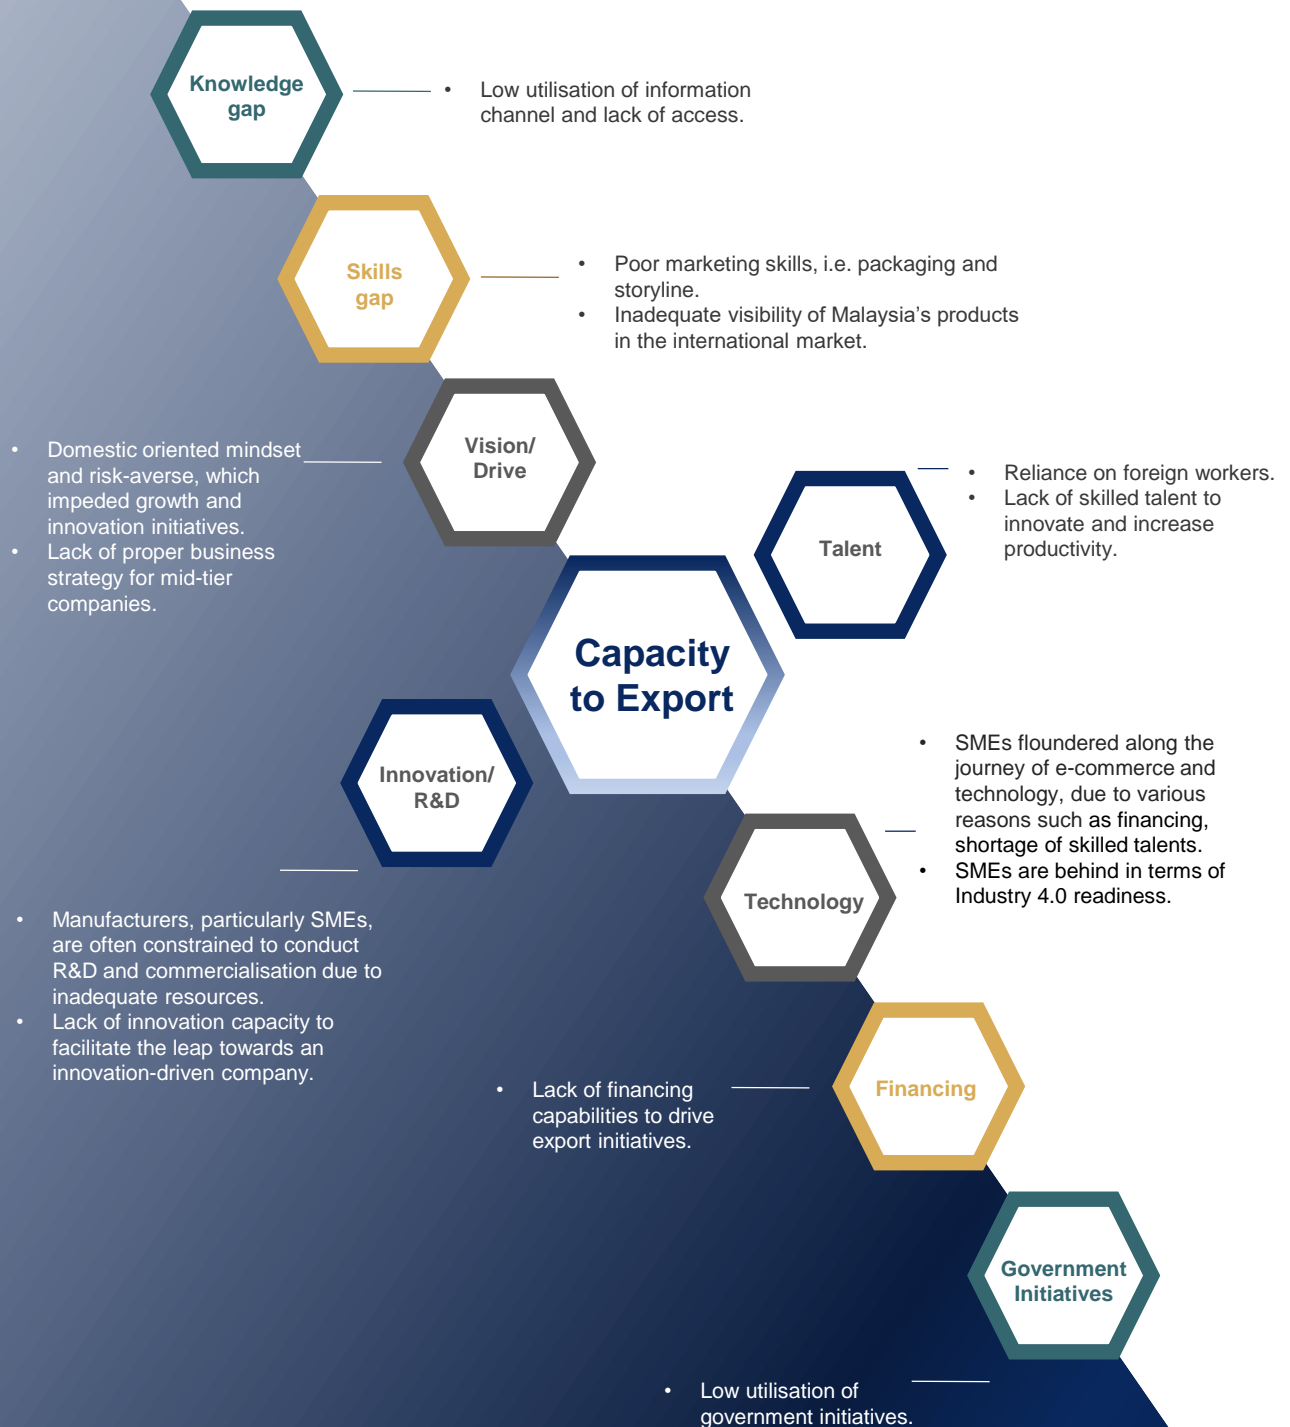 Knowledge
gap
• Low utilisation of information
channel and lack of access.
Skills
gap
• Poor marketing skills, i.e. packaging and
storyline.
• Inadequate visibility of Malaysia’s products
in the international market.
Vision/
Drive
• Domestic oriented mindset
and risk-averse, which
impeded growth and
innovation initiatives.
• Lack of proper business
strategy for mid-tier
companies.
Talent
• Reliance on foreign workers.
• Lack of skilled talent to
innovate and increase
productivity.
Capacity
to Export
Innovation/
R&D
• Manufacturers, particularly SMEs,
are often constrained to conduct
R&D and commercialisation due to
inadequate resources.
• Lack of innovation capacity to
facilitate the leap towards an
innovation-driven company.
Technology
• SMEs floundered along the
journey of e-commerce and
technology, due to various
reasons such as financing,
shortage of skilled talents.
• SMEs are behind in terms of
Industry 4.0 readiness.
Financing
• Lack of financing
capabilities to drive
export initiatives.
Government
Initiatives
• Low utilisation of
government initiatives.